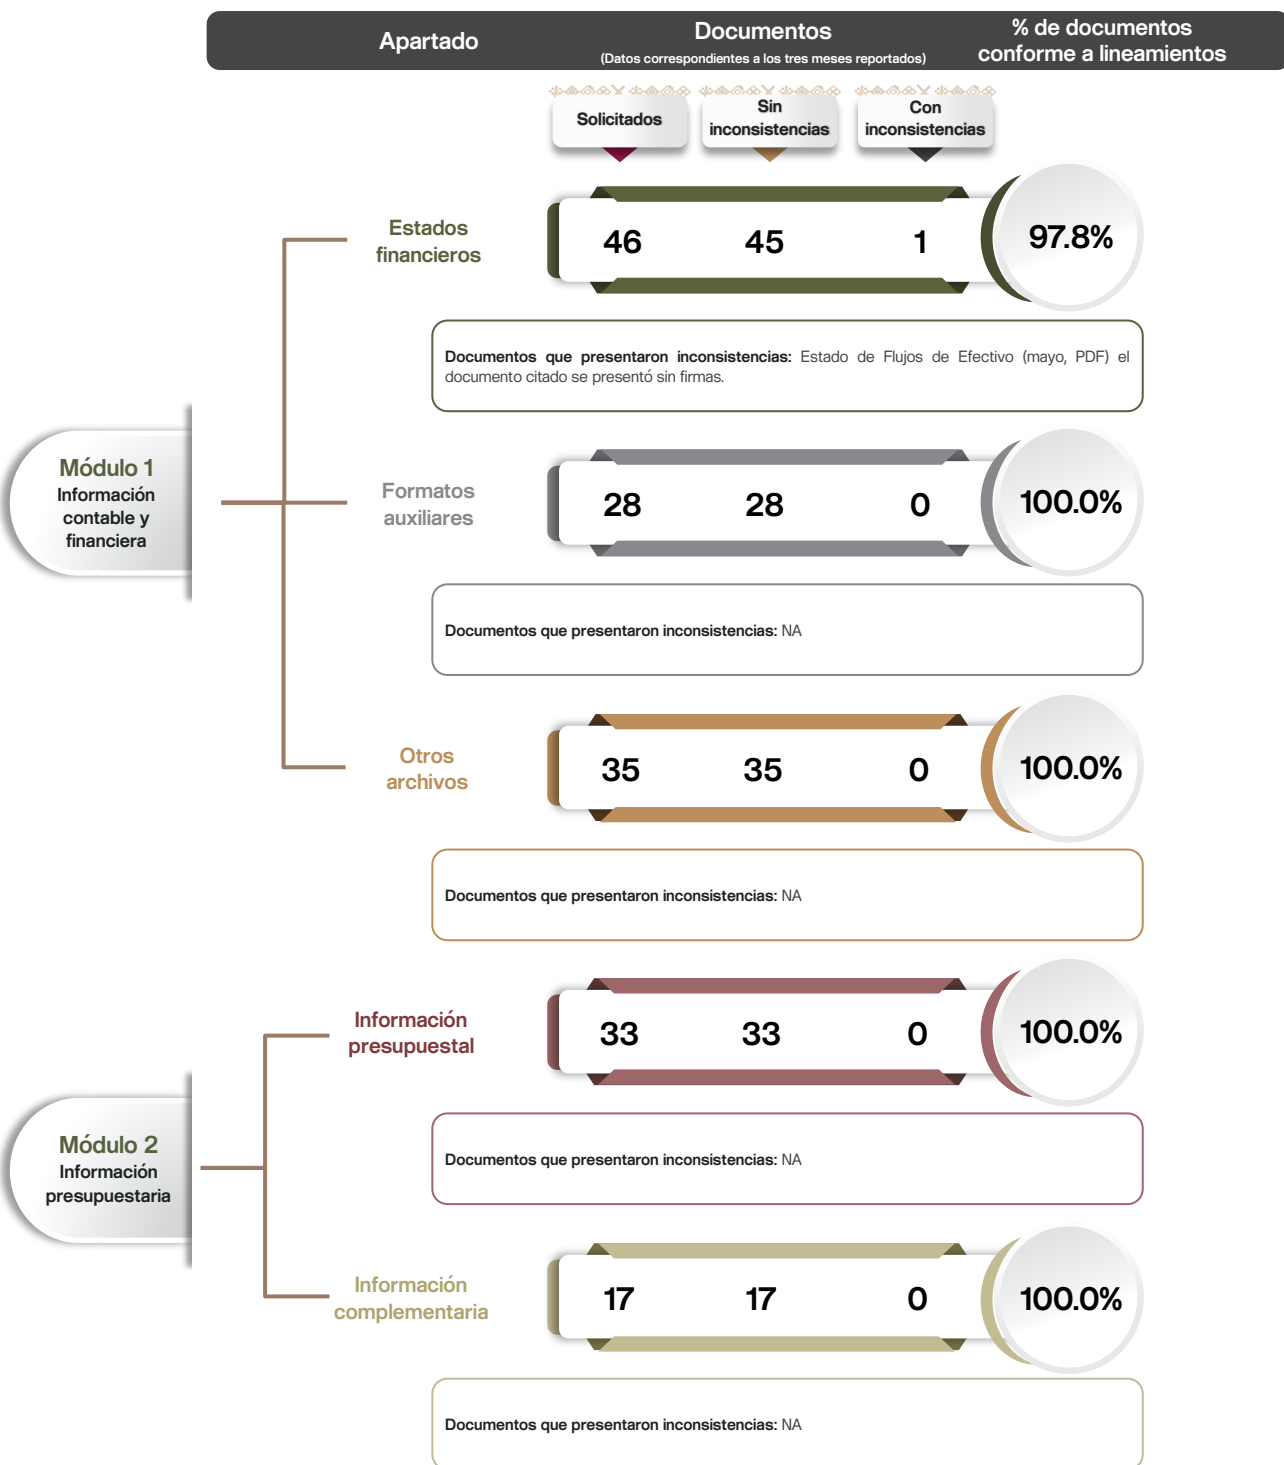 Apartado
Documentos
(Datos correspondientes a los tres meses reportados)
% de documentos
conforme a lineamientos
Solicitados
Sin
inconsistencias
Con
inconsistencias
Módulo 1
Información
contable y
financiera
Estados
financieros
46 45 1 97.8%
Documentos que presentaron inconsistencias: Estado de Flujos de Efectivo (mayo, PDF) el
documento citado se presentó sin firmas.
Formatos
auxiliares
28 28 0 100.0%
Documentos que presentaron inconsistencias: NA
Otros
archivos
35 35 0 100.0%
Documentos que presentaron inconsistencias: NA
Módulo 2
Información
presupuestaria
Información
presupuestal
33 33 0 100.0%
Documentos que presentaron inconsistencias: NA
Información
complementaria
17 17 0 100.0%
Documentos que presentaron inconsistencias: NA